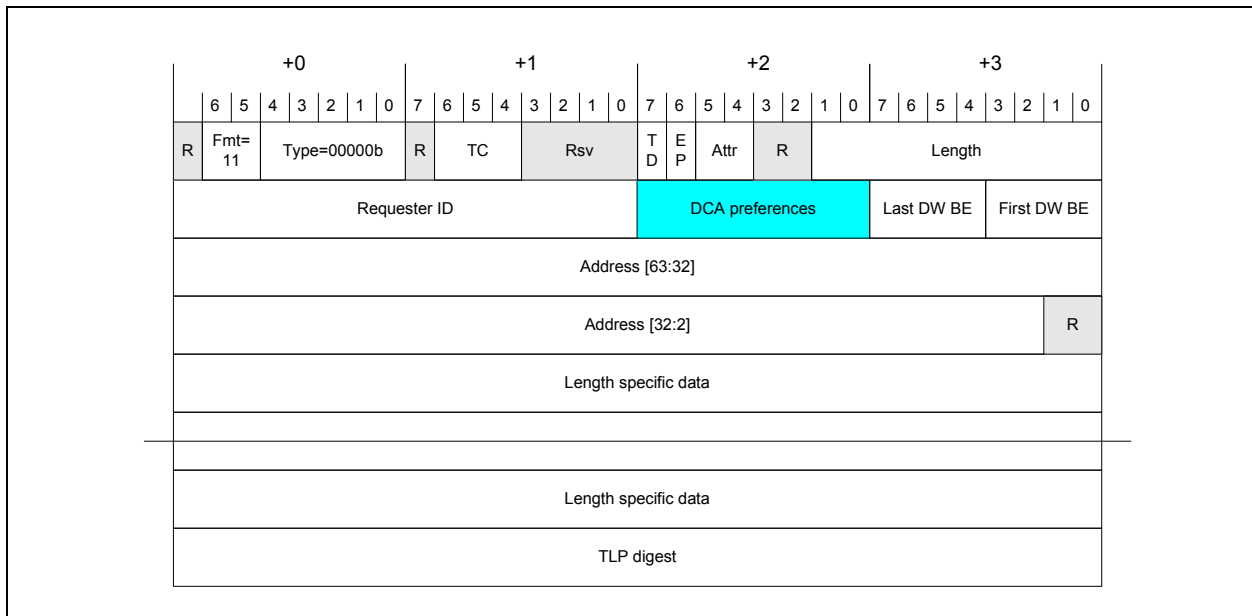 +0 +1 +2 +3
6 5 4 3 2 1 0 7 6 5 4 3 2 1 0 7 6 5 4 3 2 1 0 7 6 5 4 3 2 1 0
R Fmt= 11 Type=00000b R TC Rsv T D E P Attr R Length
Requester ID DCA preferences Last DW BE First DW BE
Address [63:32]
Address [32:2] R
Length specific data
Length specific data
TLP digest